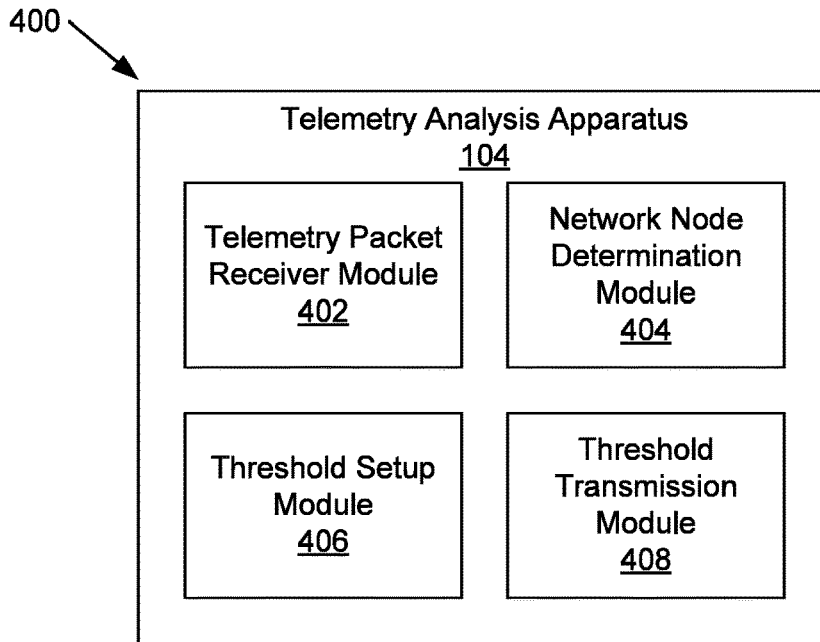 400
Telemetry Analysis Apparatus
104
Telemetry Packet
Receiver Module
402
Network Node
Determination
Module
404
Threshold Setup
Module
406
Threshold
Transmission
Module
408